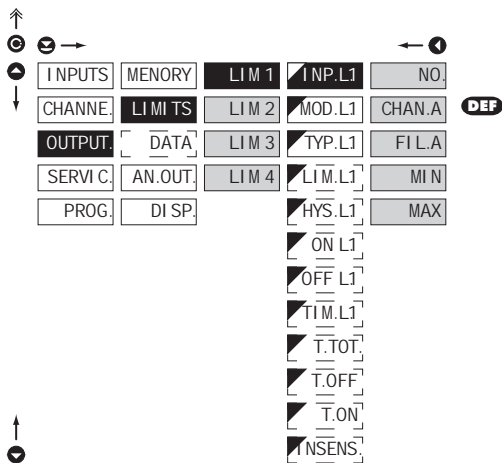 INPUTS MENORY LIM 1 INP.L1 NO.
CHANNE. LIMITS LIM 2 MOD.L1 CHAN.A DEF
OUTPUT. DATA LIM 3 TYP.L1 FIL.A
SERVIC. AN.OUT. LIM 4 LIM.L1 MIN
PROG. DISP. HYS.L1 MAX
ON L1
OFF L1
TIM.L1
T.TOT.
T.OFF
T.ON
INSENS.